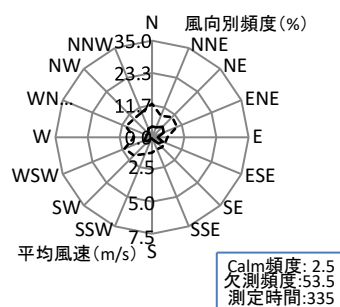 N
風向別頻度(%)
35.0
NNW
NNE
NW
NE
23.3
WN...
ENE
11.7
W
0.0
E
WSW
ESE
2.5
SW
SE
5.0
SSW
SSE
平均風速(m/s)
7.5
S
Calm頻度: 2.5
欠測頻度:53.5
測定時間:335